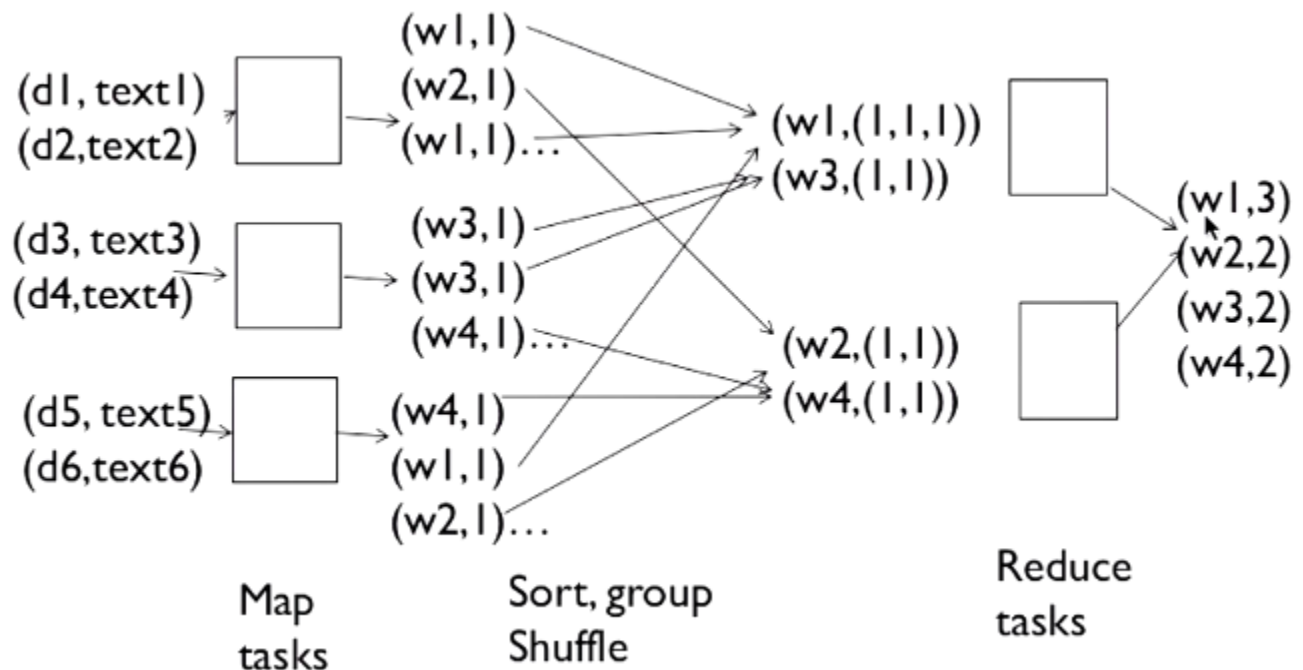 (d1, text1)
(d2,text2)
(d3, text3)
(d4,text4)
(d5, text5)
(d6,text6)
(w1,1)
(w2,1)
(w1,1)...
(w3,1)
(w3,1)
(w4,1)...
(w4,1)
(w1,1)
(w2,1)...
(w1,(1,1,1))
(w3,(1,1))
(w2,(1,1))
(w4,(1,1))
(w1,3)
(w2,2)
(w3,2)
(w4,2)
Map
tasks
Sort, group
Shuffle
Reduce
tasks